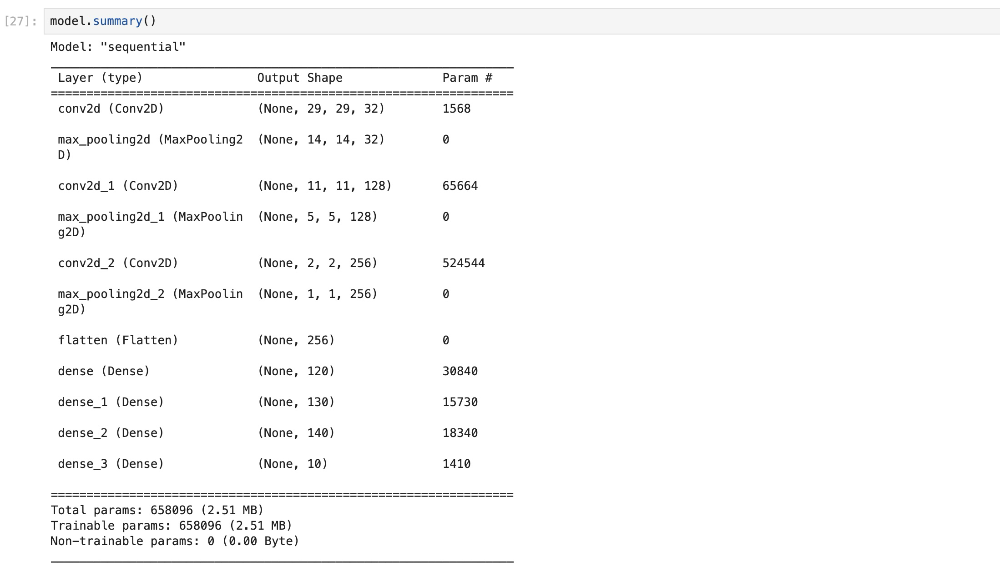 [27]: model.summary()
Model: "sequential"
Layer (type) Output Shape Param #
=================================================================
conv2d (Conv2D) (None, 29, 29, 32) 1568
max_pooling2d (MaxPooling2 (None, 14, 14, 32) 0
D)
conv2d_1 (Conv2D) (None, 11, 11, 128) 65664
max_pooling2d_1 (MaxPoolin (None, 5, 5, 128) 0
g2D)
conv2d_2 (Conv2D) (None, 2, 2, 256) 524544
max_pooling2d_2 (MaxPoolin (None, 1, 1, 256) 0
g2D)
flatten (Flatten) (None, 256) 0
dense (Dense) (None, 120) 30840
dense_1 (Dense) (None, 130) 15730
dense_2 (Dense) (None, 140) 18340
dense_3 (Dense) (None, 10) 1410
=================================================================
Total params: 658096 (2.51 MB)
Trainable params: 658096 (2.51 MB)
Non-trainable params: 0 (0.00 Byte)